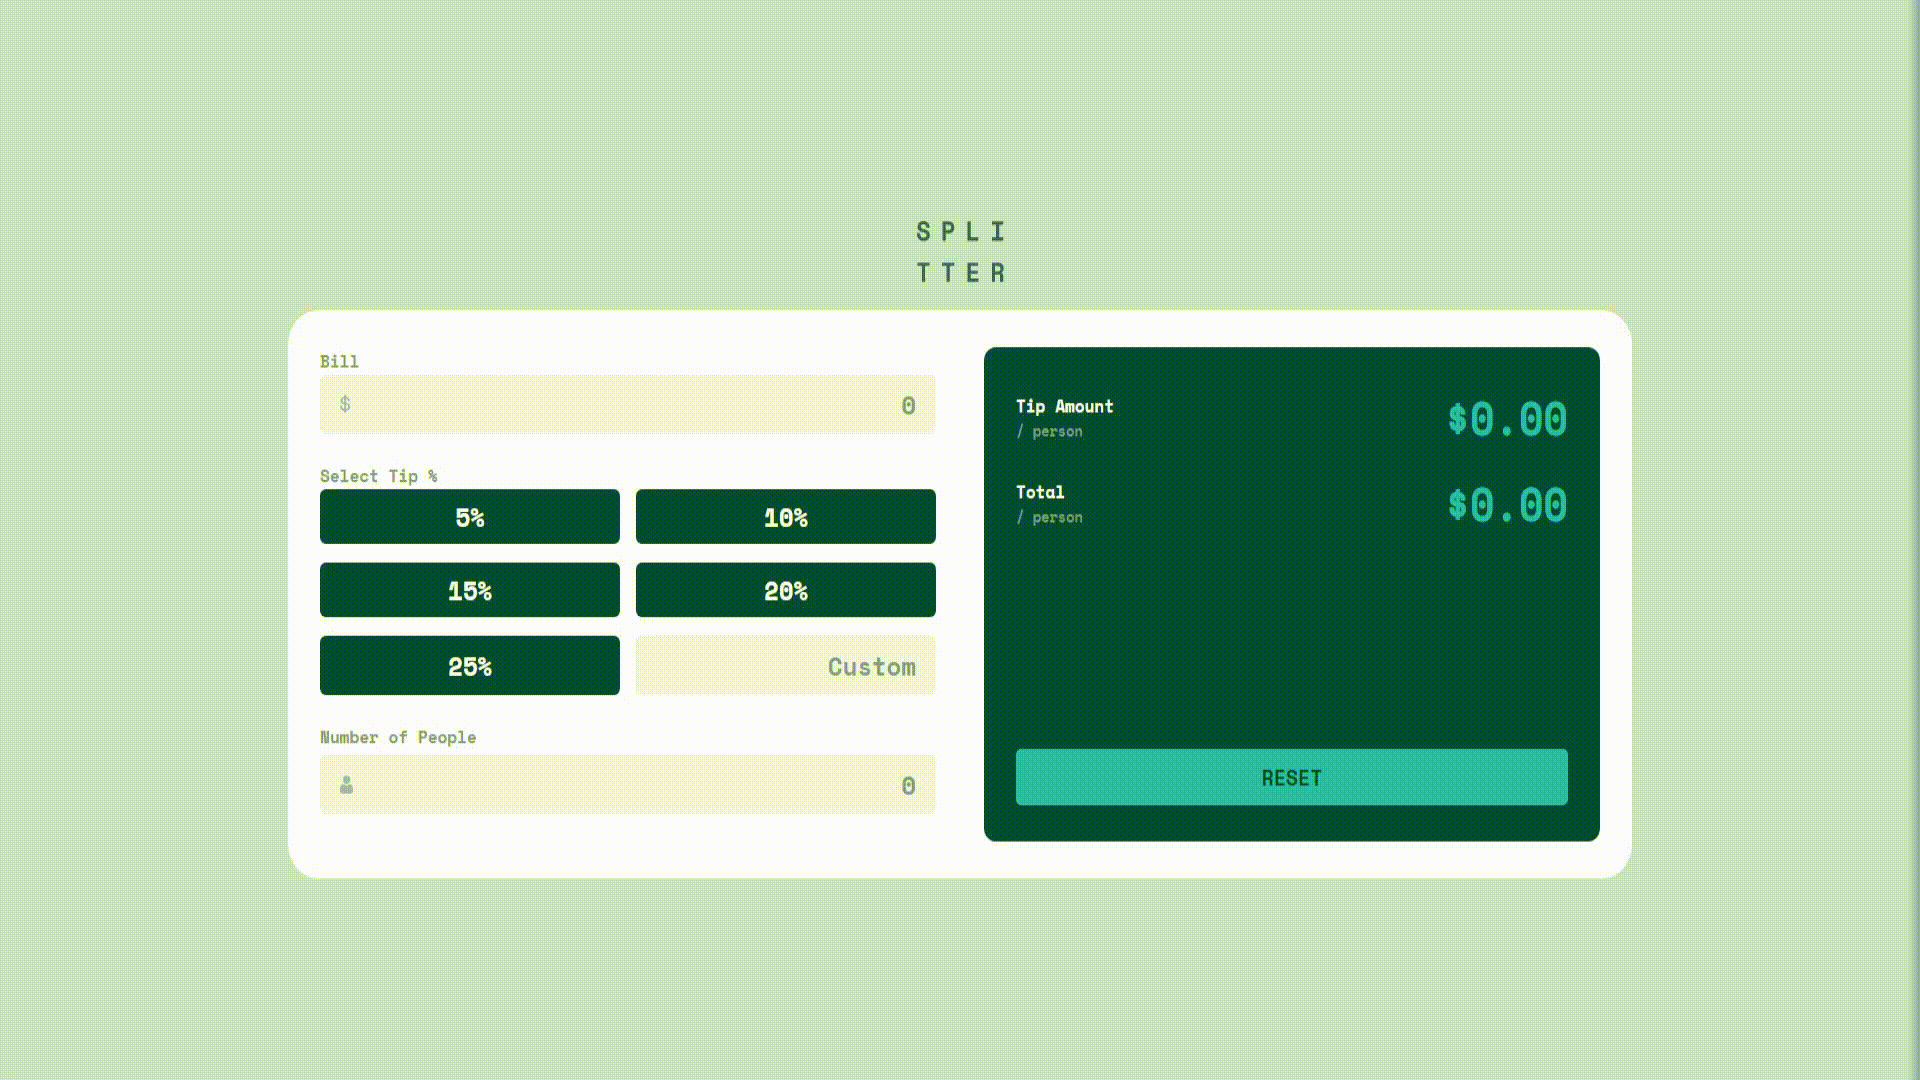 SPLI
TTER
Bill
$ 0
Select Tip %
5% 10%
15% 20%
25% Custom
Number of People
0
Tip Amount
/ person
$0.00
Total
/ person
$0.00
RESET